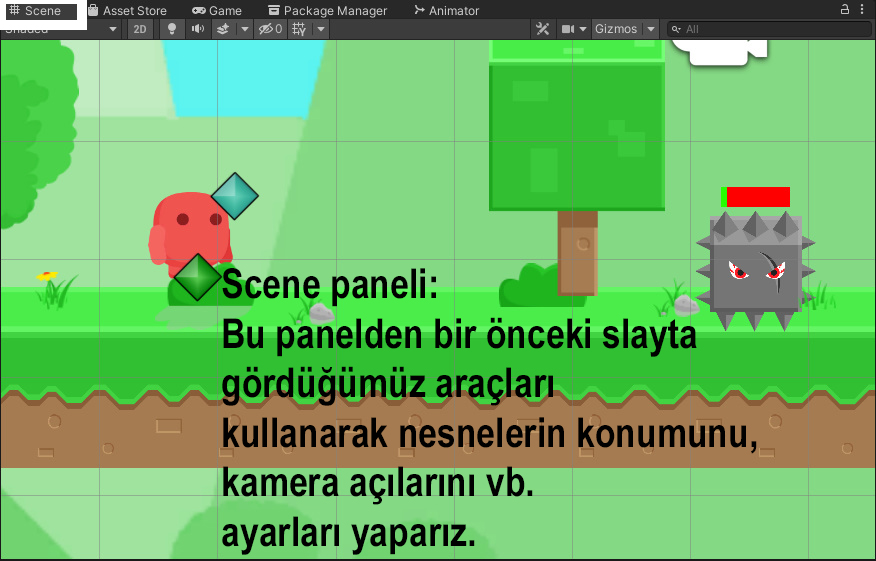 Scene Asset Store Game Package Manager Animator
Shaded 2D 0 Gizmos All
Scene paneli:
Bu panelden bir önceki slayta
gördüğümüz araçları
kullanarak nesnelerin konumunu,
kamera açılarını vb.
ayarları yaparız.